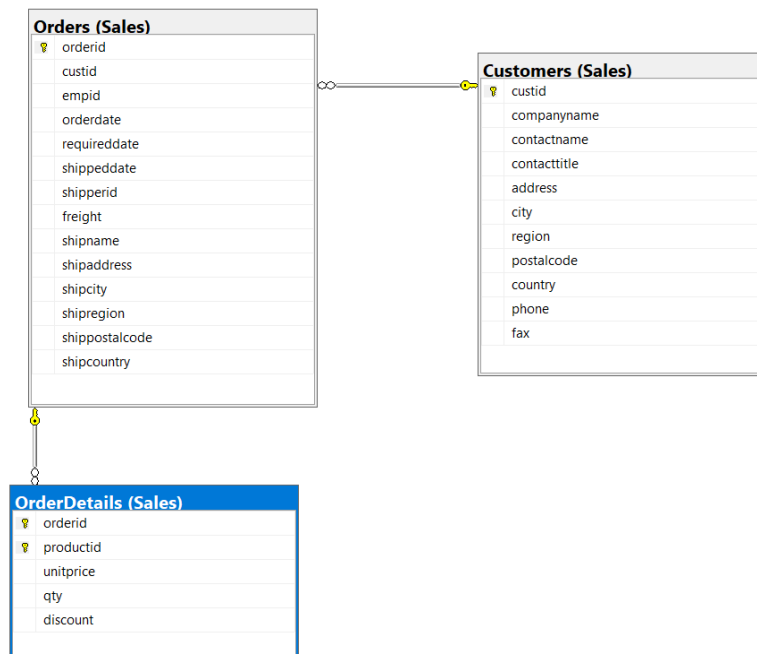 Orders (Sales)
orderid
custid
empid
orderdate
requireddate
shippeddate
shipperid
freight
shipname
shipaddress
shipcity
shipregion
shippostalcode
shipcountry
Customers (Sales)
custid
companyname
contactname
contacttitle
address
city
region
postalcode
country
phone
fax
OrderDetails (Sales)
orderid
productid
unitprice
qty
discount